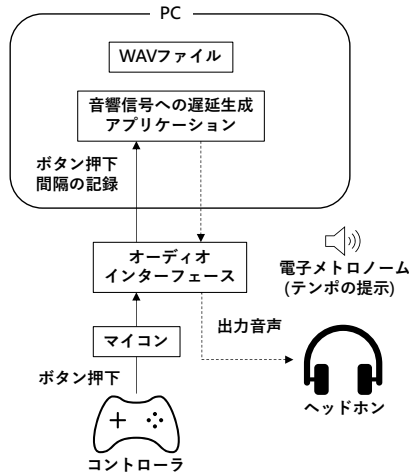 PC
WAVファイル
音響信号への遅延生成
アプリケーション
ボタン押下
間隔の記録
オーディオ
インターフェース
電子メトロノーム
(テンポの提示)
出力音声
マイコン
ボタン押下
ヘッドホン
コントローラ